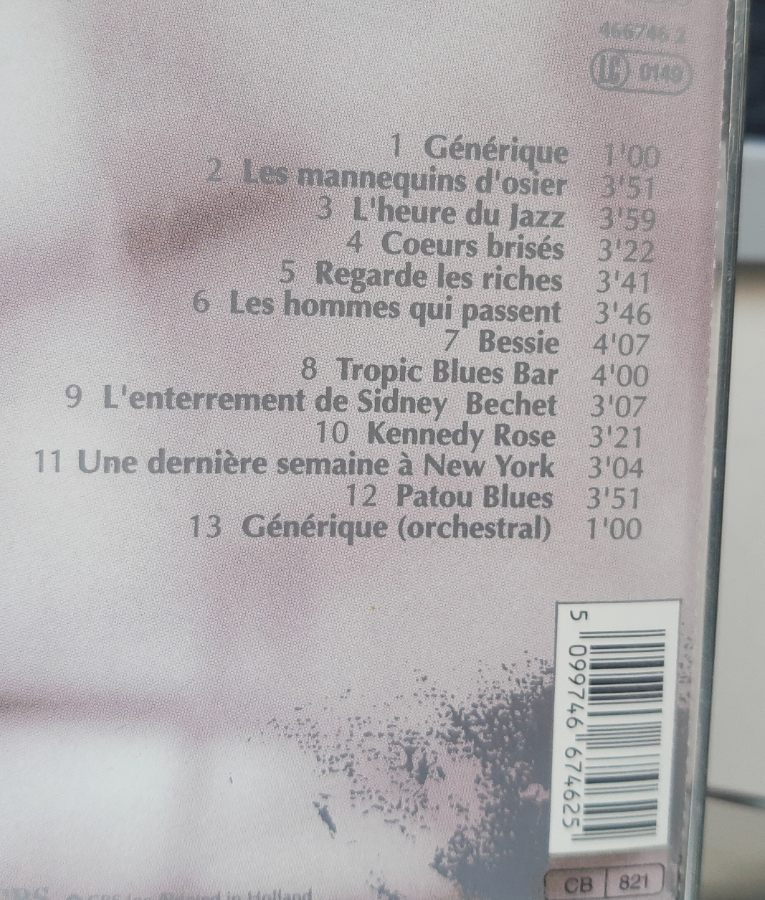 466746 2
LC 0149
1 Générique 1'00
2 Les mannequins d'osier 3'51
3 L'heure du Jazz 3'59
4 Coeurs brisés 3'22
5 Regarde les riches 3'41
6 Les hommes qui passent 3'46
7 Bessie 4'07
8 Tropic Blues Bar 4'00
9 L'enterrement de Sidney Bechet 3'07
10 Kennedy Rose 3'21
11 Une dernière semaine à New York 3'04
12 Patou Blues 3'51
13 Générique (orchestral) 1'00
5 099746 674625
CB 821
Printed in Holland